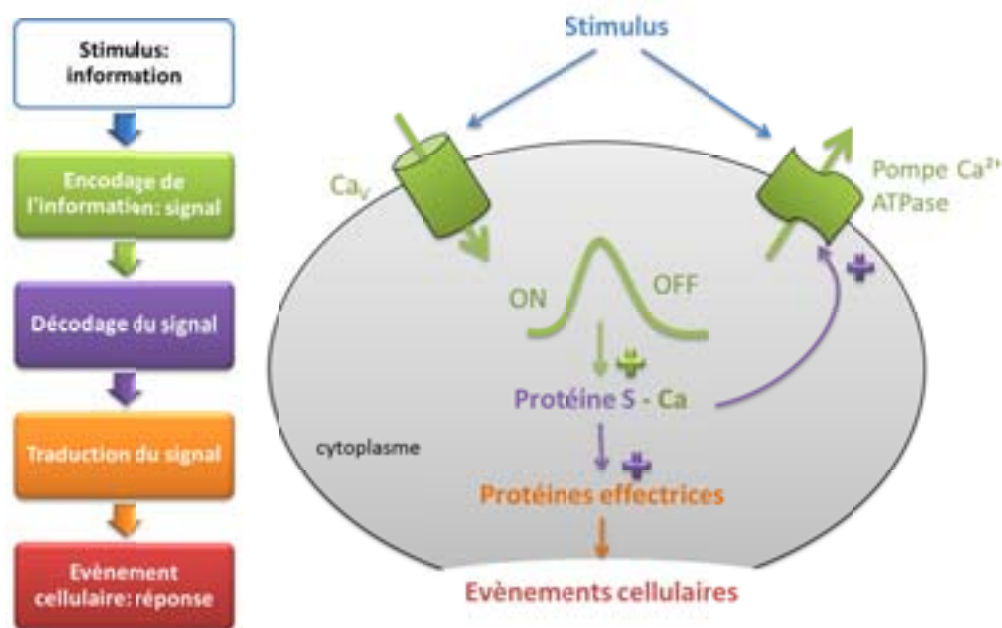 Stimulus:
information
Encodage de
l'information: signal
Décodage du signal
Traduction du signal
Evènement
cellulaire: réponse
Stimulus
Caᵥ
Pompe Ca²⁺
ATPase
ON
OFF
Protéine S - Ca
cytoplasme
Protéines effectrices
Evènements cellulaires